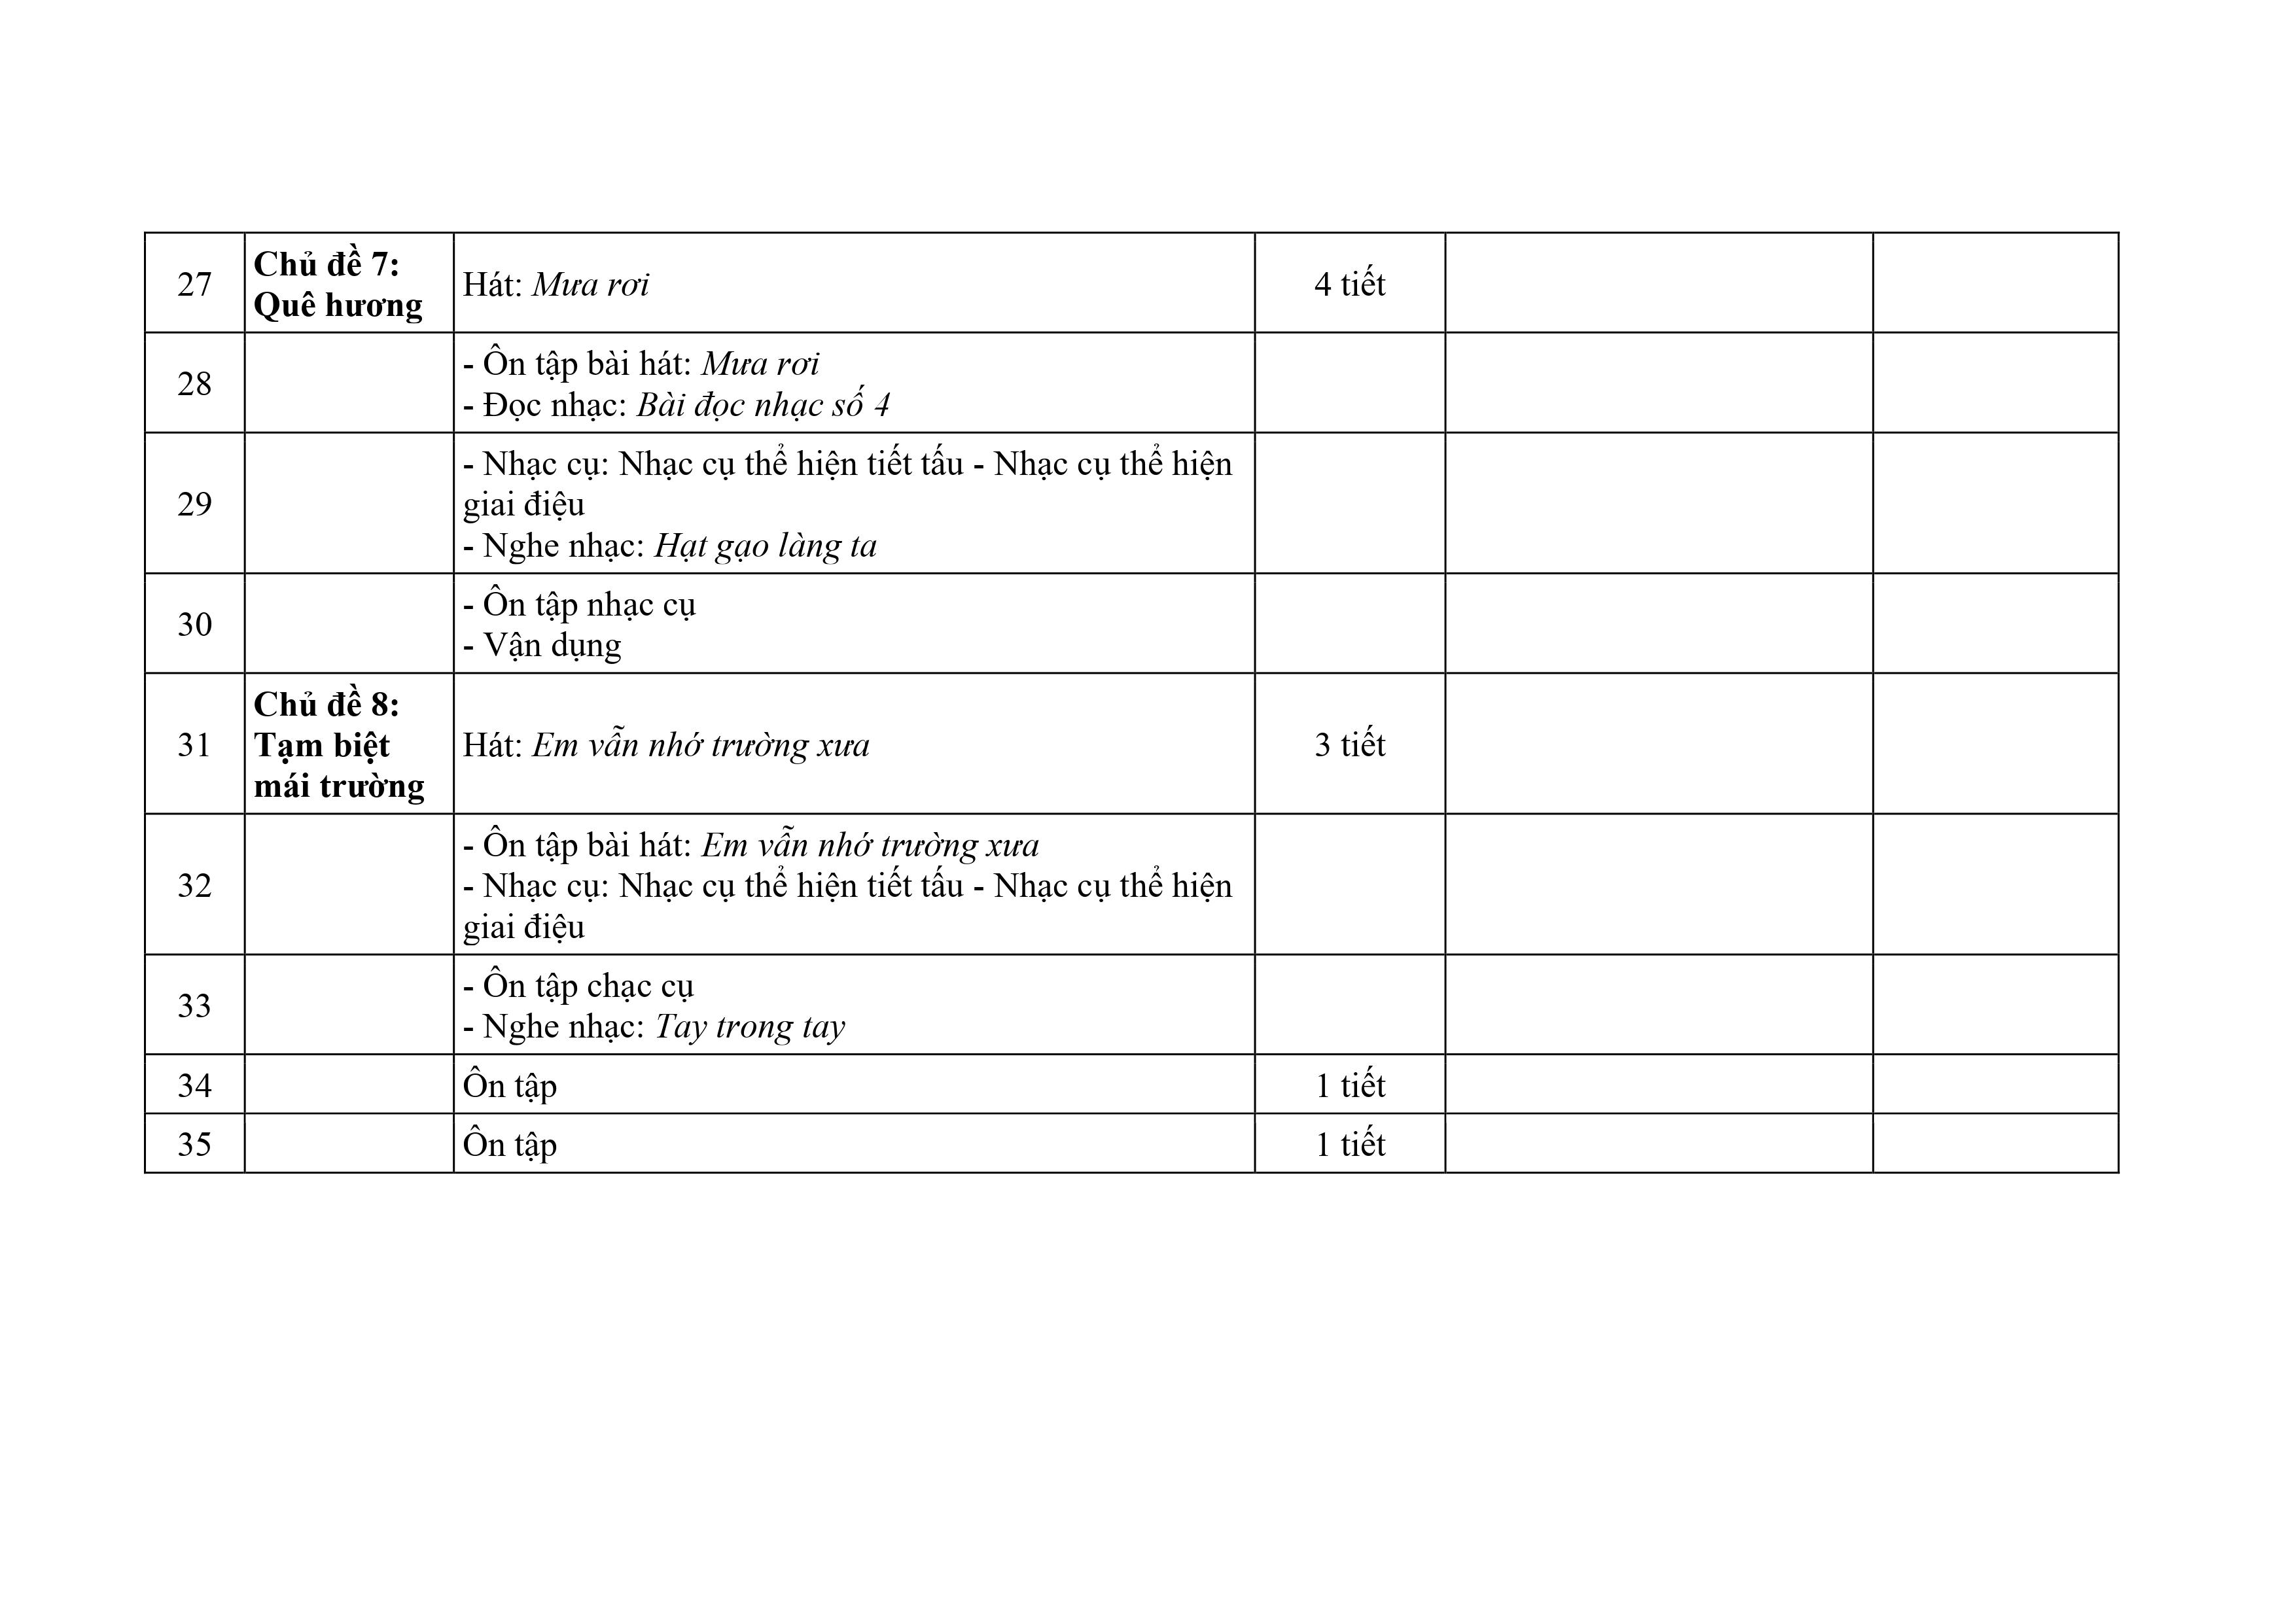 27
Chủ đề 7:
Quê hương
Hát: Mưa rơi
4 tiết
28
- Ôn tập bài hát: Mưa rơi
- Đọc nhạc: Bài đọc nhạc số 4
29
- Nhạc cụ: Nhạc cụ thể hiện tiết tấu - Nhạc cụ thể hiện
giai điệu
- Nghe nhạc: Hạt gạo làng ta
30
- Ôn tập nhạc cụ
- Vận dụng
31
Chủ đề 8:
Tạm biệt
mái trường
Hát: Em vẫn nhớ trường xưa
3 tiết
32
- Ôn tập bài hát: Em vẫn nhớ trường xưa
- Nhạc cụ: Nhạc cụ thể hiện tiết tấu - Nhạc cụ thể hiện
giai điệu
33
- Ôn tập chạc cụ
- Nghe nhạc: Tay trong tay
34
Ôn tập
1 tiết
35
Ôn tập
1 tiết